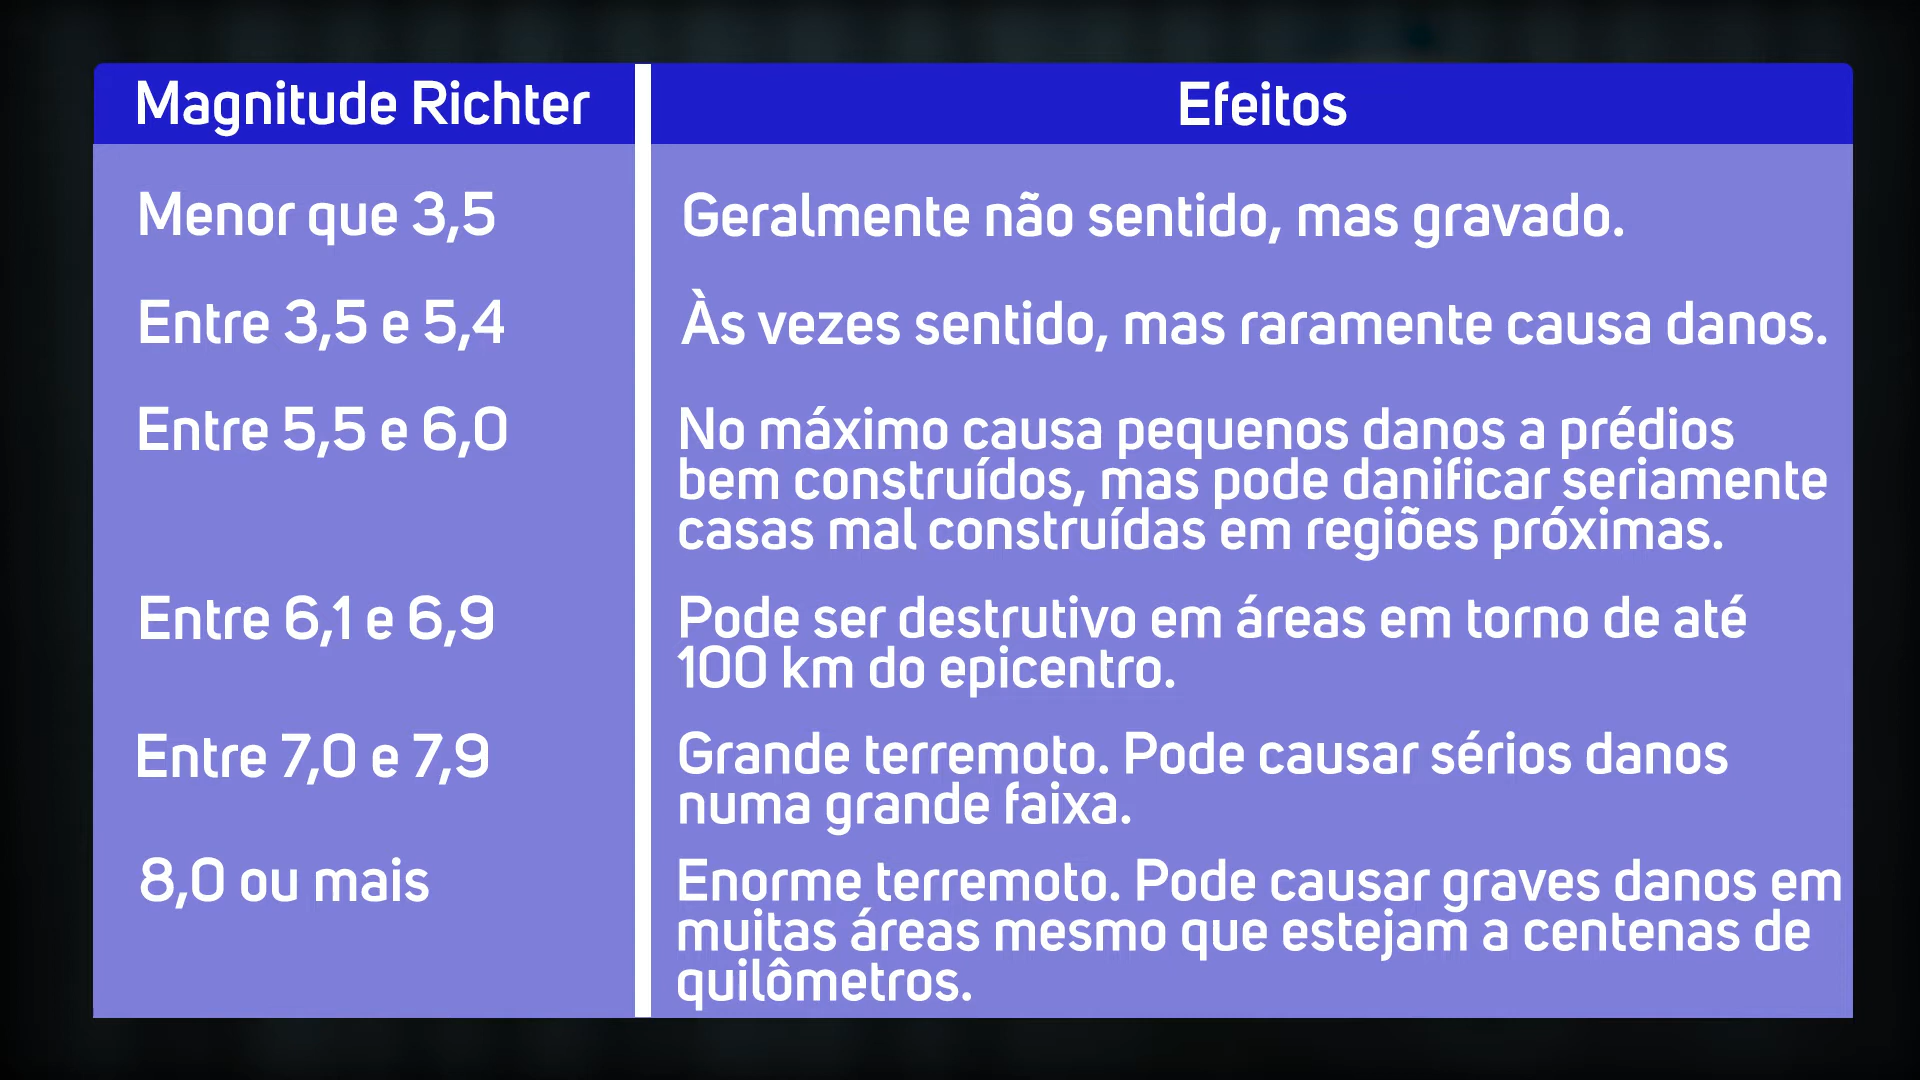 Magnitude Richter
Efeitos
Menor que 3,5
Geralmente não sentido, mas gravado.
Entre 3,5 e 5,4
Às vezes sentido, mas raramente causa danos.
Entre 5,5 e 6,0
No máximo causa pequenos danos a prédios
bem construídos, mas pode danificar seriamente
casas mal construídas em regiões próximas.
Entre 6,1 e 6,9
Pode ser destrutivo em áreas em torno de até
100 km do epicentro.
Entre 7,0 e 7,9
Grande terremoto. Pode causar sérios danos
numa grande faixa.
8,0 ou mais
Enorme terremoto. Pode causar graves danos em
muitas áreas mesmo que estejam a centenas de
quilômetros.